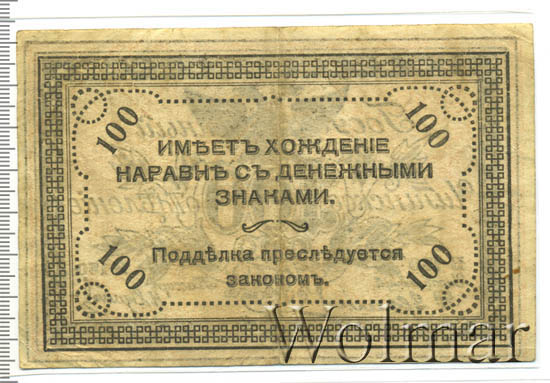 100 100
ИМѢЕТЪ ХОЖДЕНІЕ
НАРАВНѢ СЪ ДЕНЕЖНЫМИ
ЗНАКАМИ.
Поддѣлка преслѣдуется
закономъ.
100 100
Wolmar